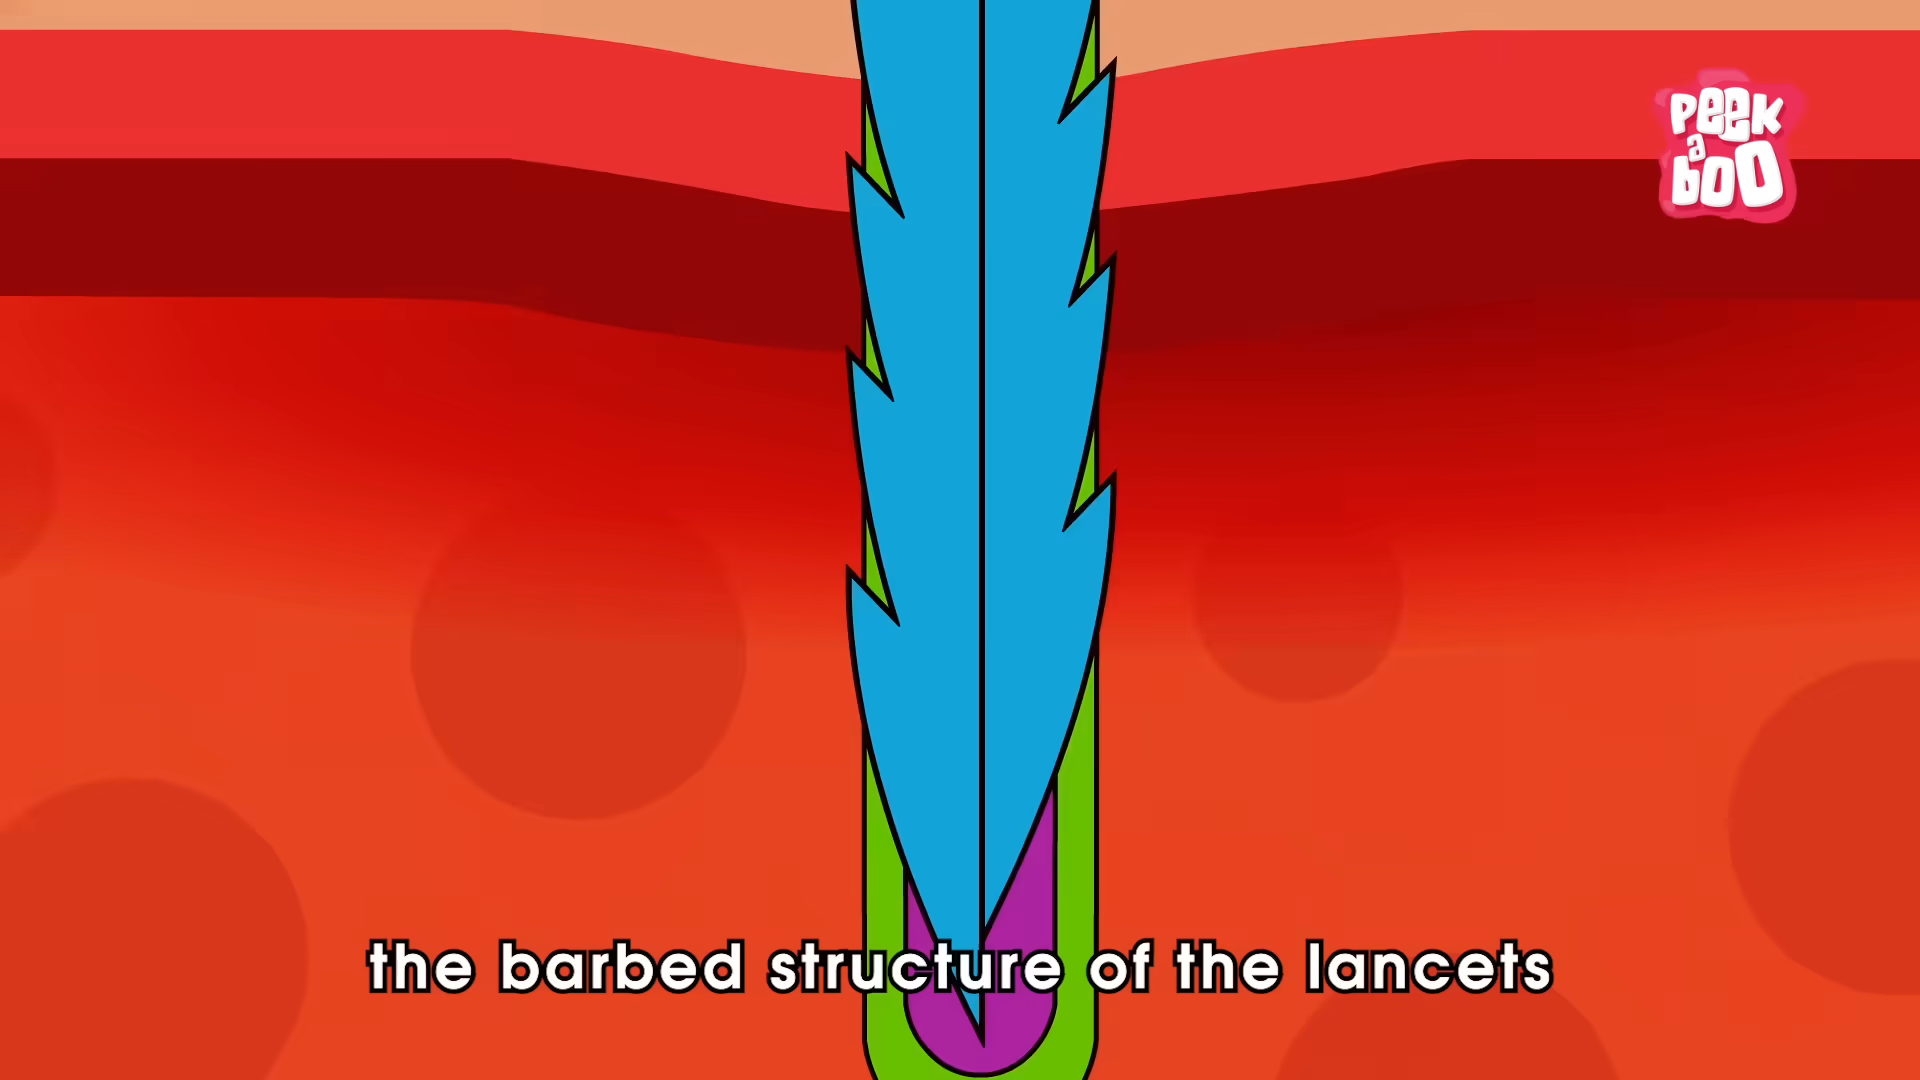 peek
a
boo
the barbed structure of the lancets